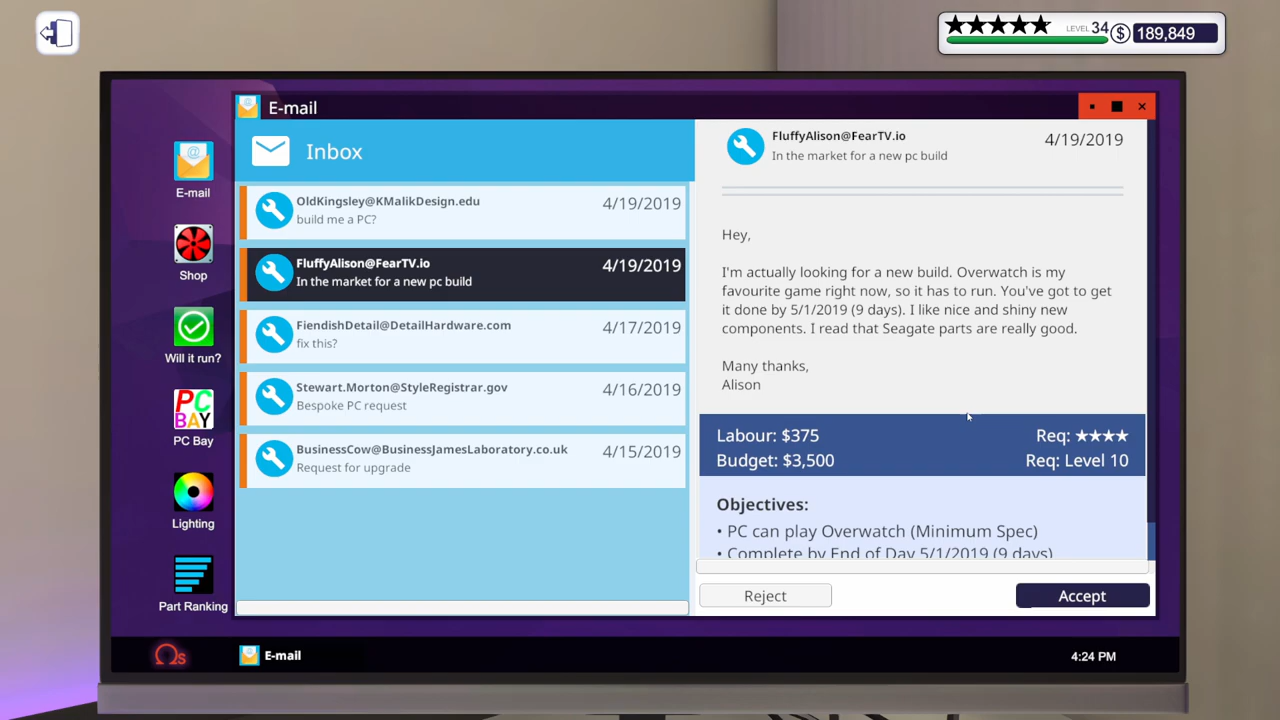 LEVEL 34
$ 189,849
E-mail
E-mail
Shop
Will it run?
PC BAY
PC Bay
Lighting
Part Ranking
Inbox
OldKingsley@KMalikDesign.edu
build me a PC?
4/19/2019
FluffyAlison@FearTV.io
In the market for a new pc build
4/19/2019
FiendishDetail@DetailHardware.com
fix this?
4/17/2019
Stewart.Morton@StyleRegistrar.gov
Bespoke PC request
4/16/2019
BusinessCow@BusinessJamesLaboratory.co.uk
Request for upgrade
4/15/2019
FluffyAlison@FearTV.io
In the market for a new pc build
4/19/2019
Hey,
I'm actually looking for a new build. Overwatch is my
favourite game right now, so it has to run. You've got to get
it done by 5/1/2019 (9 days). I like nice and shiny new
components. I read that Seagate parts are really good.
Many thanks,
Alison
Labour: $375
Req: ★★★★
Budget: $3,500
Req: Level 10
Objectives:
• PC can play Overwatch (Minimum Spec)
• Complete by End of Day 5/1/2019 (9 days)
Reject
Accept
Ωs
E-mail
4:24 PM